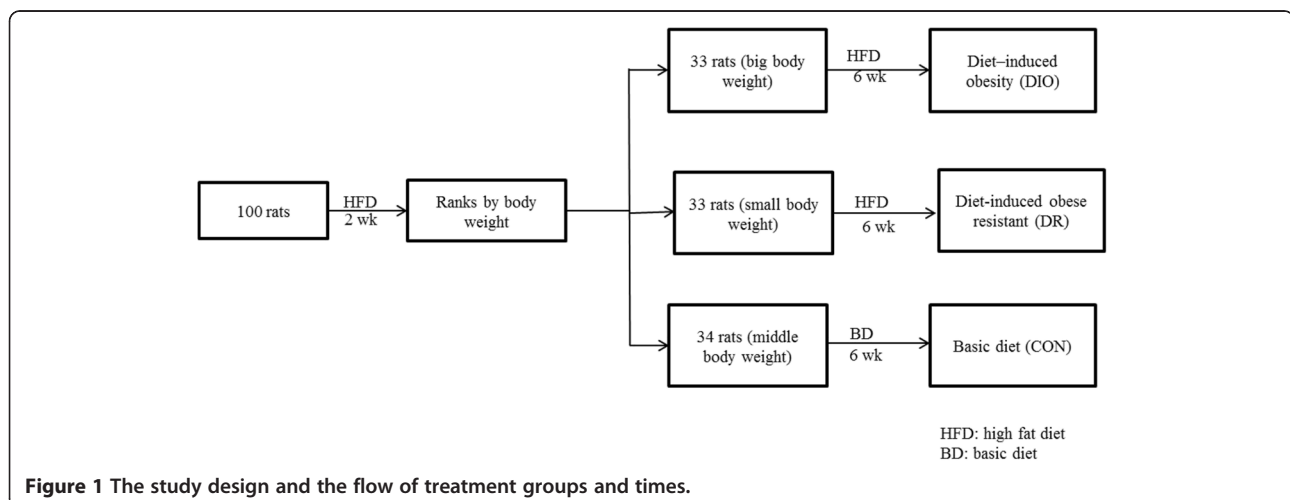 100 rats
HFD
2 wk
Ranks by body
weight
33 rats (big body
weight)
HFD
6 wk
Diet–induced
obesity (DIO)
33 rats (small body
weight)
HFD
6 wk
Diet-induced obese
resistant (DR)
34 rats (middle
body weight)
BD
6 wk
Basic diet (CON)
HFD: high fat diet
BD: basic diet
Figure 1 The study design and the flow of treatment groups and times.